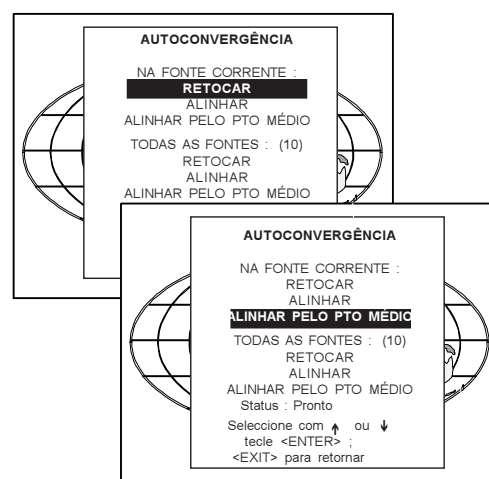 AUTOCONVERGÊNCIA
NA FONTE CORRENTE :
RETOCAR
ALINHAR
ALINHAR PELO PTO MÉDIO
TODAS AS FONTES : (10)
RETOCAR
ALINHAR
ALINHAR PELO PTO MÉDIO
AUTOCONVERGÊNCIA
NA FONTE CORRENTE :
RETOCAR
ALINHAR
ALINHAR PELO PTO MÉDIO
TODAS AS FONTES : (10)
RETOCAR
ALINHAR
ALINHAR PELO PTO MÉDIO
Status : Pronto
Seleccione com ↑ ou ↓
tecle <ENTER> ;
<EXIT> para retornar